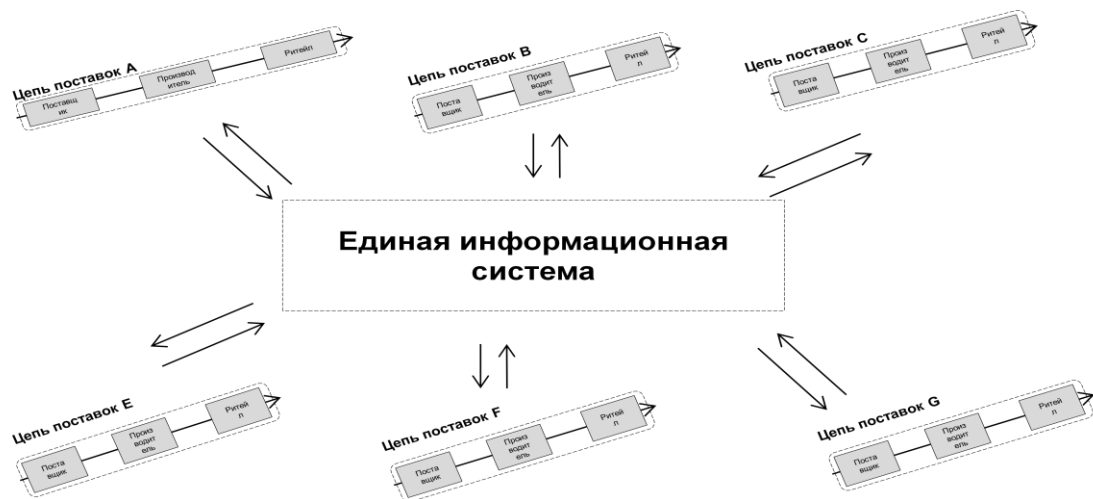 Цепь поставок A
Поставщ
ик
Производ
итель
Ритейл
Цепь поставок B
Поста
вщик
Произ
водит
ель
Ритей
л
Цепь поставок C
Поста
вщик
Произ
водит
ель
Ритей
л
Единая информационная
система
Цепь поставок E
Поста
вщик
Произ
водит
ель
Ритей
л
Цепь поставок F
Поста
вщик
Произ
водит
ель
Ритей
л
Цепь поставок G
Поста
вщик
Произ
водит
ель
Ритей
л